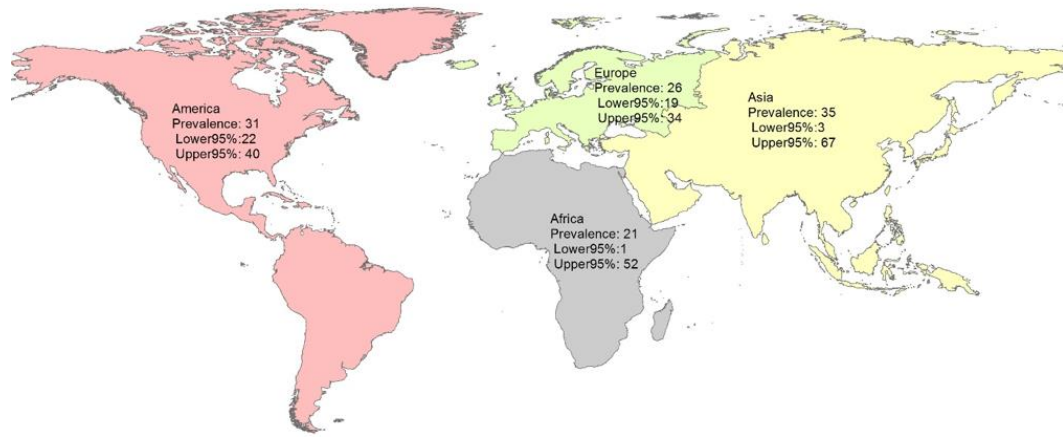 America
Prevalence: 31
Lower95%:22
Upper95%: 40
Europe
Prevalence: 26
Lower95%:19
Upper95%: 34
Asia
Prevalence: 35
Lower95%:3
Upper95%: 67
Africa
Prevalence: 21
Lower95%:1
Upper95%: 52